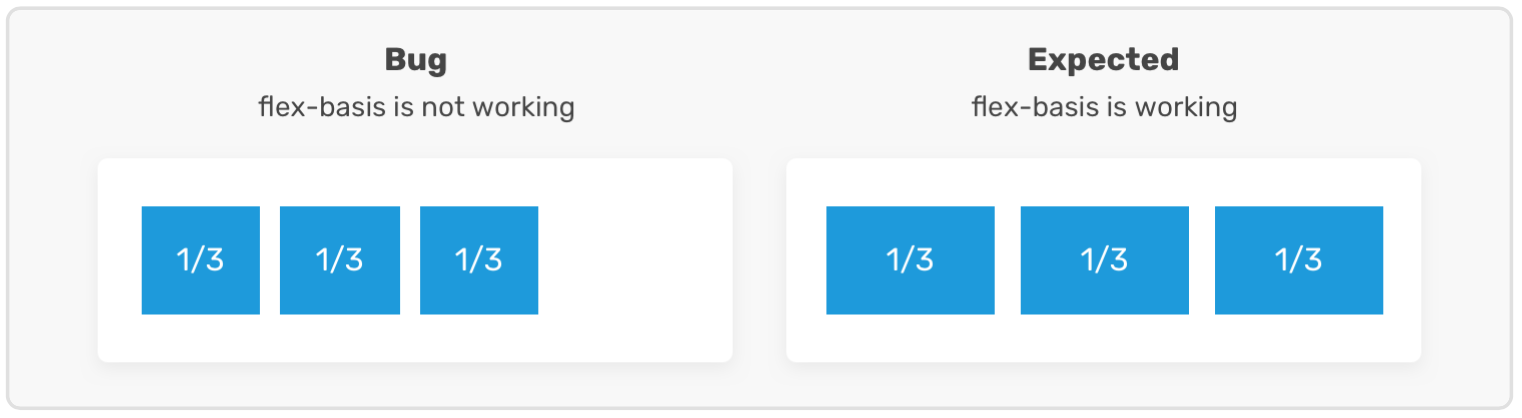 Bug
flex-basis is not working
1/3
1/3
1/3
Expected
flex-basis is working
1/3
1/3
1/3